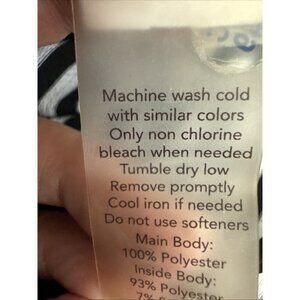 Machine wash cold
with similar colors
Only non chlorine
bleach when needed
Tumble dry low
Remove promptly
Cool iron if needed
Do not use softeners
Main Body:
100% Polyester
Inside Body:
93% Polyester
7%